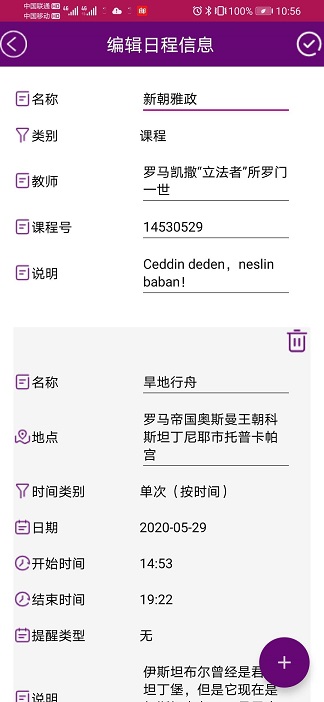 中国联通 HD 4G 4G
中国移动 HD 100% 10:56
编辑日程信息
名称 新朝雅政
类别 课程
教师 罗马凯撒“立法者”所罗门
一世
课程号 14530529
说明 Ceddin deden，neslin
baban！
名称 旱地行舟
地点 罗马帝国奥斯曼王朝科
斯坦丁尼耶市托普卡帕
宫
时间类别 单次（按时间）
日期 2020-05-29
开始时间 14:53
结束时间 19:22
提醒类型 无
说明 伊斯坦布尔曾经是君
坦丁堡，但是它现在是